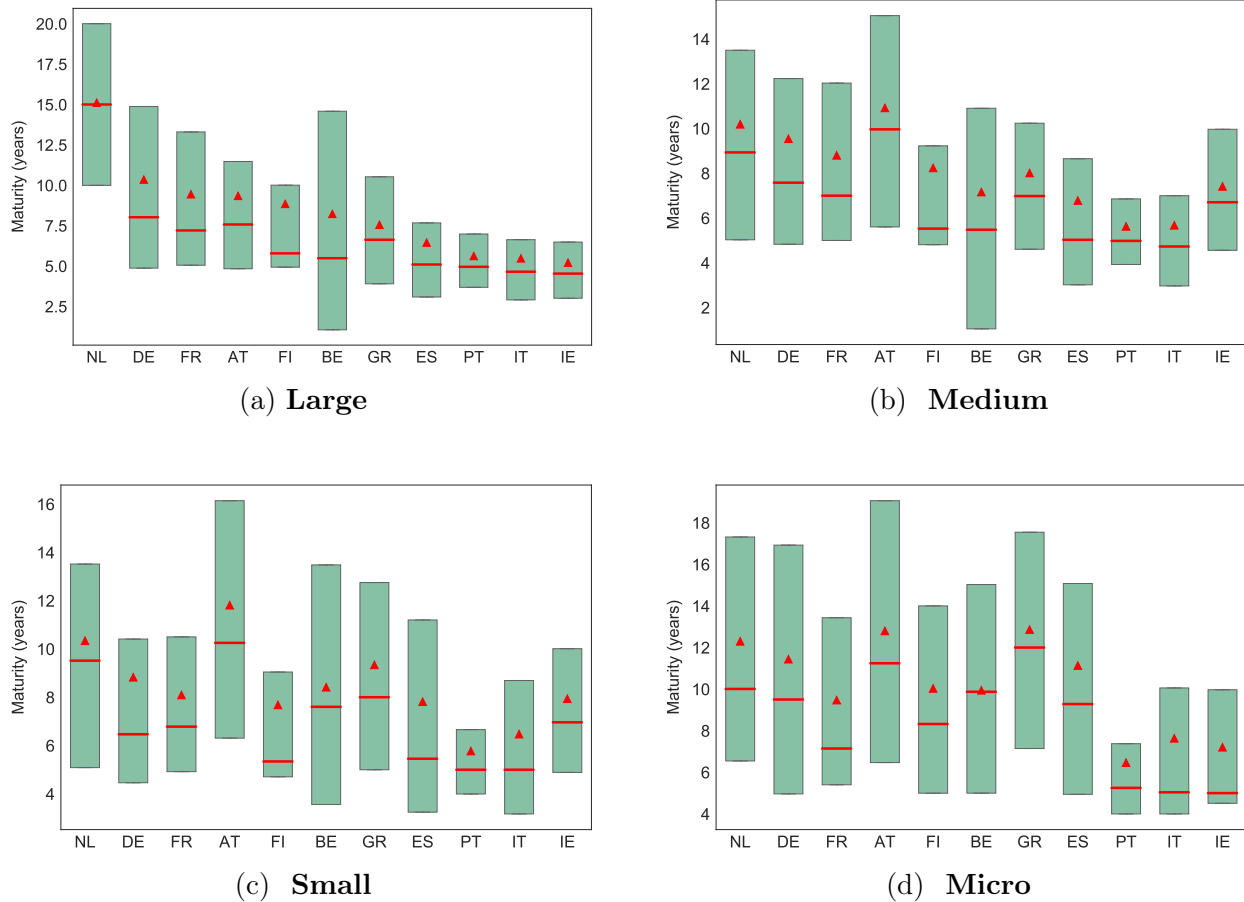 20.0
17.5
15.0
12.5
10.0
7.5
5.0
2.5
Maturity (years)
NL DE FR AT FI BE GR ES PT IT IE
(a) Large
14
12
10
8
6
4
2
Maturity (years)
NL DE FR AT FI BE GR ES PT IT IE
(b) Medium
16
14
12
10
8
6
4
Maturity (years)
NL DE FR AT FI BE GR ES PT IT IE
(c) Small
18
16
14
12
10
8
6
4
Maturity (years)
NL DE FR AT FI BE GR ES PT IT IE
(d) Micro